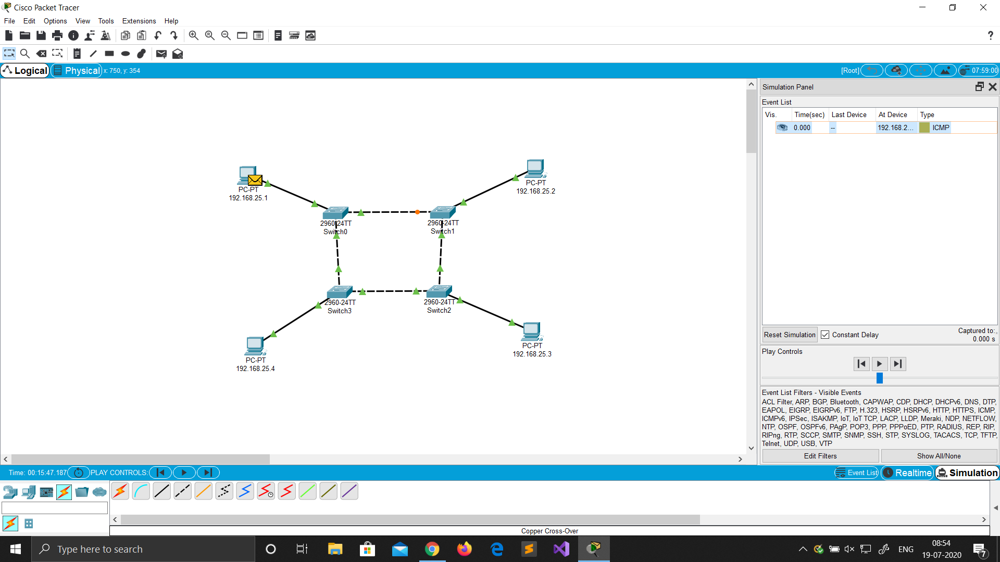 Cisco Packet Tracer
File Edit Options View Tools Extensions Help
Logical Physical x: 750, y: 354 [Root] 07:59:00
Simulation Panel
Event List
Vis. Time(sec) Last Device At Device Type
0.000 -- 192.168.2... ICMP
PC-PT
192.168.25.1
PC-PT
192.168.25.2
2960-24TT
Switch0
2960-24TT
Switch1
2960-24TT
Switch3
2960-24TT
Switch2
PC-PT
192.168.25.3
PC-PT
192.168.25.4
Reset Simulation Constant Delay Captured to:
0.000 s
Play Controls
Event List Filters - Visible Events
ACL Filter, ARP, BGP, Bluetooth, CAPWAP, CDP, DHCP, DHCPv6, DNS, DTP,
EAPOL, EIGRP, EIGRPv6, FTP, H.323, HSRP, HSRPv6, HTTP, HTTPS, ICMP,
ICMPv6, IPSec, ISAKMP, IoT, IoT TCP, LACP, LLDP, Meraki, NDP, NETFLOW,
NTP, OSPF, OSPFv6, PAgP, POP3, PPP, PPPoED, PTP, RADIUS, REP, RIP,
RIPng, RTP, SCCP, SMTP, SNMP, SSH, STP, SYSLOG, TACACS, TCP, TFTP,
Telnet, UDP, USB, VTP
Edit Filters Show All/None
Time: 00:15:47.187 PLAY CONTROLS: Event List Realtime Simulation
Copper Cross-Over
Type here to search
ENG
08:54
19-07-2020
7